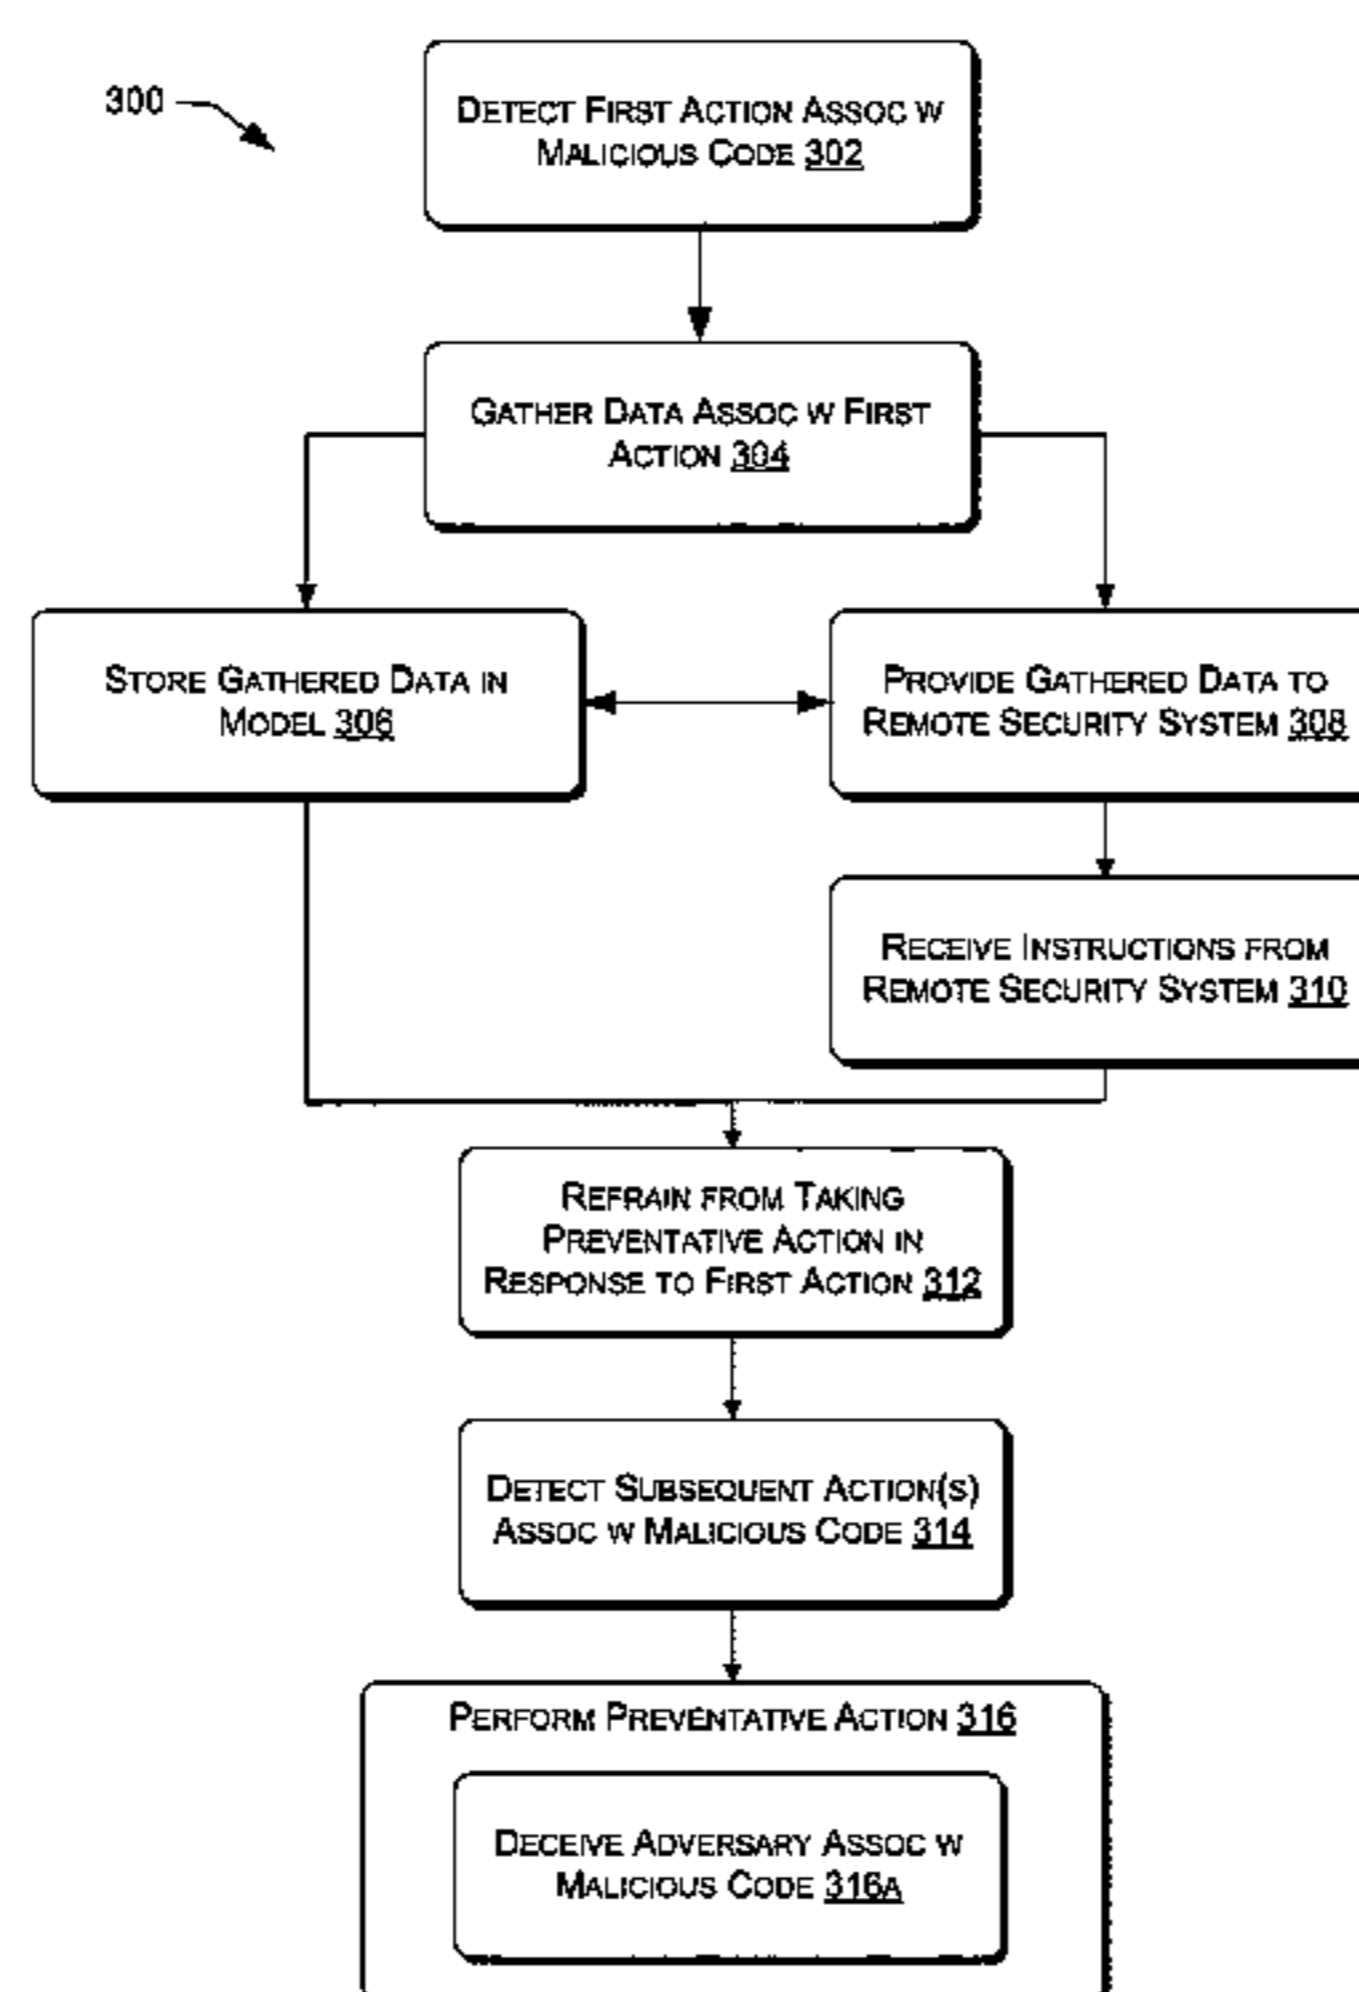 300
DETECT FIRST ACTION ASSOC W
MALICIOUS CODE 302
GATHER DATA ASSOC W FIRST
ACTION 304
STORE GATHERED DATA IN
MODEL 306
PROVIDE GATHERED DATA TO
REMOTE SECURITY SYSTEM 308
RECEIVE INSTRUCTIONS FROM
REMOTE SECURITY SYSTEM 310
REFRAIN FROM TAKING
PREVENTATIVE ACTION IN
RESPONSE TO FIRST ACTION 312
DETECT SUBSEQUENT ACTION(S)
ASSOC W MALICIOUS CODE 314
PERFORM PREVENTATIVE ACTION 316
DECEIVE ADVERSARY ASSOC W
MALICIOUS CODE 316A